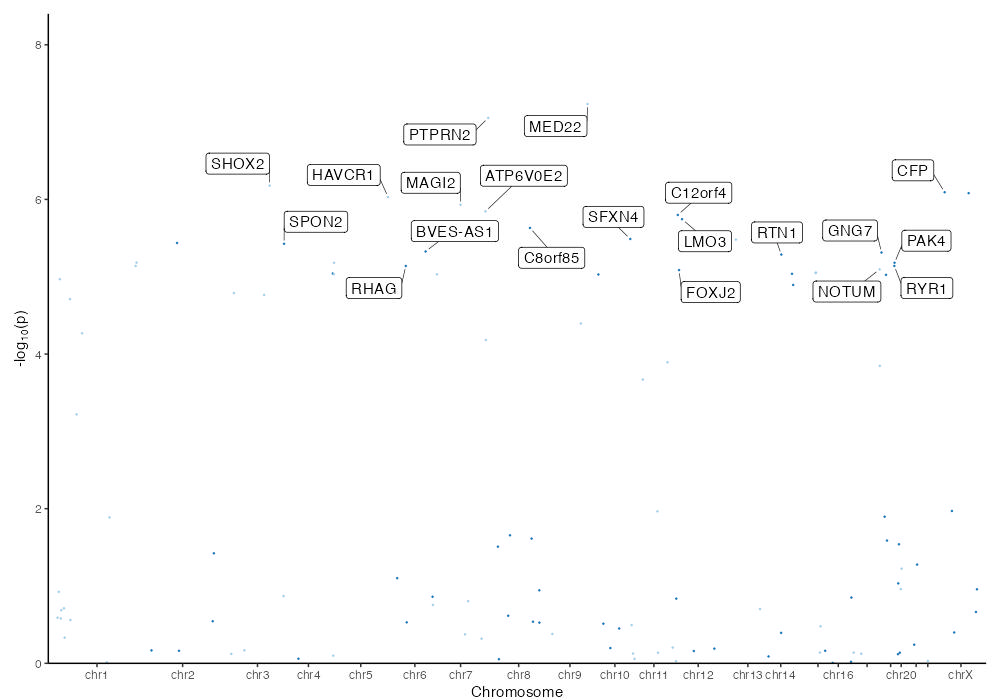 8
MED22
PTPRN2
SHOX2
CFP
HAVCR1
ATP6V0E2
MAGI2
6
C12orf4
SFXN4
SPON2
BVES-AS1
RTN1
GNG7
LMO3
PAK4
C8orf85
RHAG
FOXJ2
NOTUM
RYR1
-log10(p)
4
2
0
chr1 chr2 chr3 chr4 chr5 chr6 chr7 chr8 chr9 chr10 chr11 chr12 chr13 chr14 chr16 chr20 chrX
Chromosome